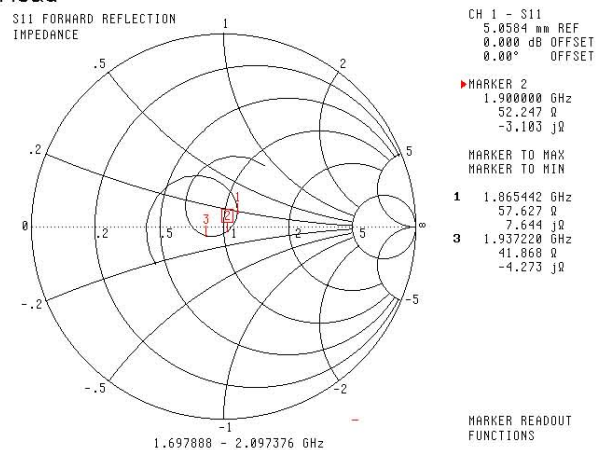 S11 FORWARD REFLECTION
IMPEDANCE
CH 1 - S11
5.0584 mm REF
0.000 dB OFFSET
0.00° OFFSET
MARKER 2
1.900000 GHz
52.247 Ω
-3.103 jΩ
MARKER TO MAX
MARKER TO MIN
1 1.865442 GHz
57.627 Ω
7.644 jΩ
3 1.937220 GHz
41.868 Ω
-4.273 jΩ
MARKER READOUT
FUNCTIONS
1
.5
2
.2
5
0
.2
.5
1
2
5
∞
-.2
-5
-.5
-2
-1
1
2
3
1.697888 - 2.097376 GHz